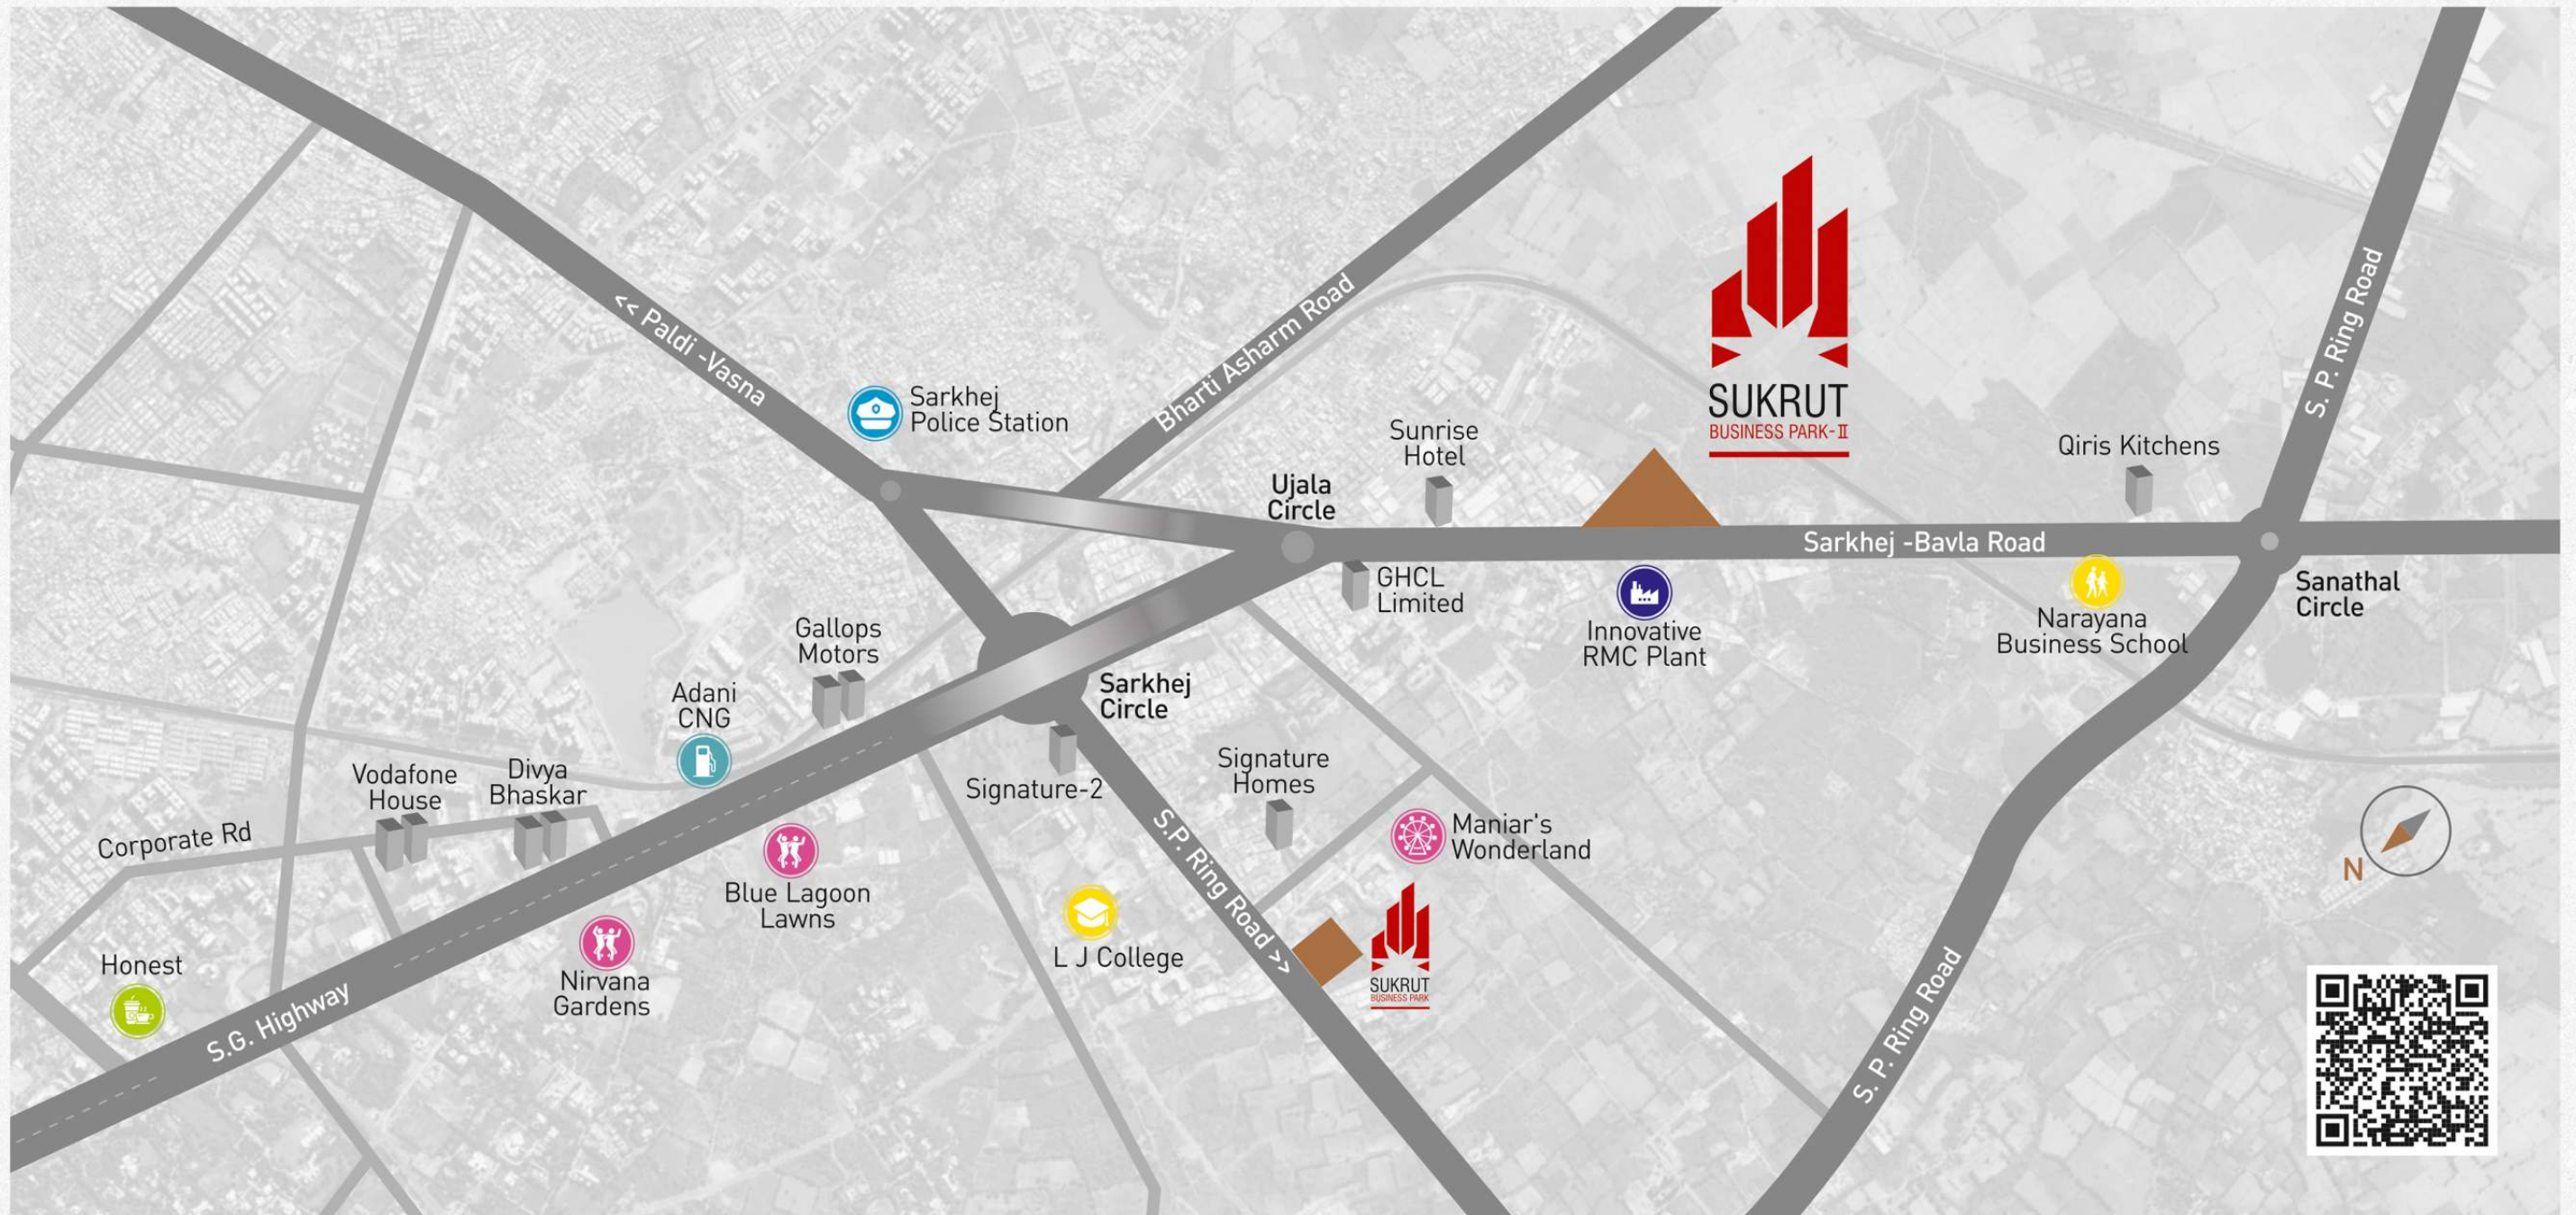 << Paldi -Vasna
Bharti Asharm Road
S. P. Ring Road
SUKRUT
BUSINESS PARK-II
Sarkhej
Police Station
Sunrise
Hotel
Ujala
Circle
Qiris Kitchens
Sarkhej -Bavla Road
GHCL
Limited
Innovative
RMC Plant
Narayana
Business School
Sanathal
Circle
Gallops
Motors
Sarkhej
Circle
Adani
CNG
Vodafone
House
Divya
Bhaskar
Signature-2
Signature
Homes
Corporate Rd
Maniar's
Wonderland
S.P. Ring Road >>
N
Blue Lagoon
Lawns
L J College
Honest
Nirvana
Gardens
SUKRUT
BUSINESS PARK
S.G. Highway
S. P. Ring Road